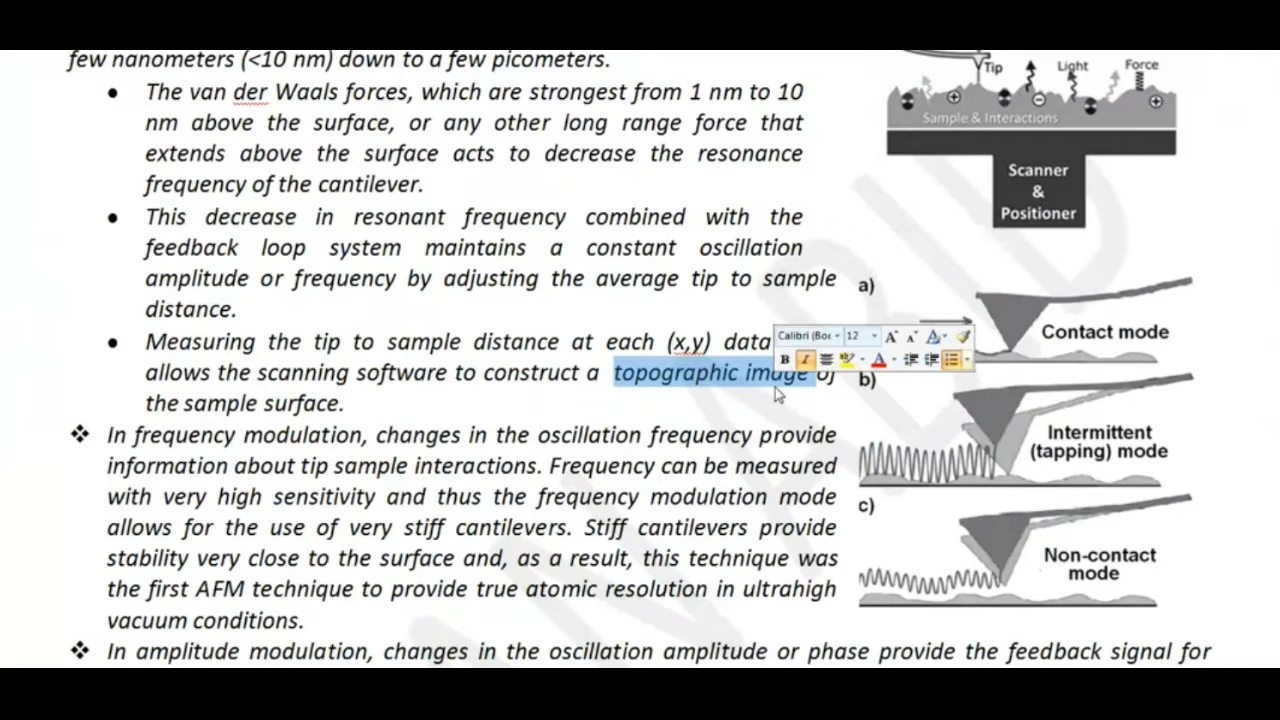 few nanometers (<10 nm) down to a few picometers.
• The van der Waals forces, which are strongest from 1 nm to 10
nm above the surface, or any other long range force that
extends above the surface acts to decrease the resonance
frequency of the cantilever.
• This decrease in resonant frequency combined with the
feedback loop system maintains a constant oscillation
amplitude or frequency by adjusting the average tip to sample
distance.
• Measuring the tip to sample distance at each (x,y) data
allows the scanning software to construct a topographic image of
the sample surface.
❖ In frequency modulation, changes in the oscillation frequency provide
information about tip sample interactions. Frequency can be measured
with very high sensitivity and thus the frequency modulation mode
allows for the use of very stiff cantilevers. Stiff cantilevers provide
stability very close to the surface and, as a result, this technique was
the first AFM technique to provide true atomic resolution in ultrahigh
vacuum conditions.
❖ In amplitude modulation, changes in the oscillation amplitude or phase provide the feedback signal for
Tip Light Force
Sample & Interactions
Scanner
&
Positioner
a)
Contact mode
Calibri (Bo 12
B I A
b)
Intermittent
(tapping) mode
c)
Non-contact
mode